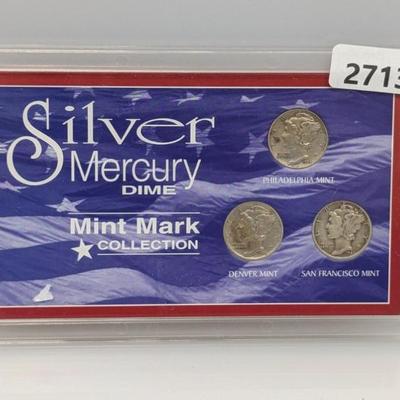 2713
Silver
Mercury
DIME
Mint Mark
COLLECTION
PHILADELPHIA MINT
DENVER MINT
SAN FRANCISCO MINT